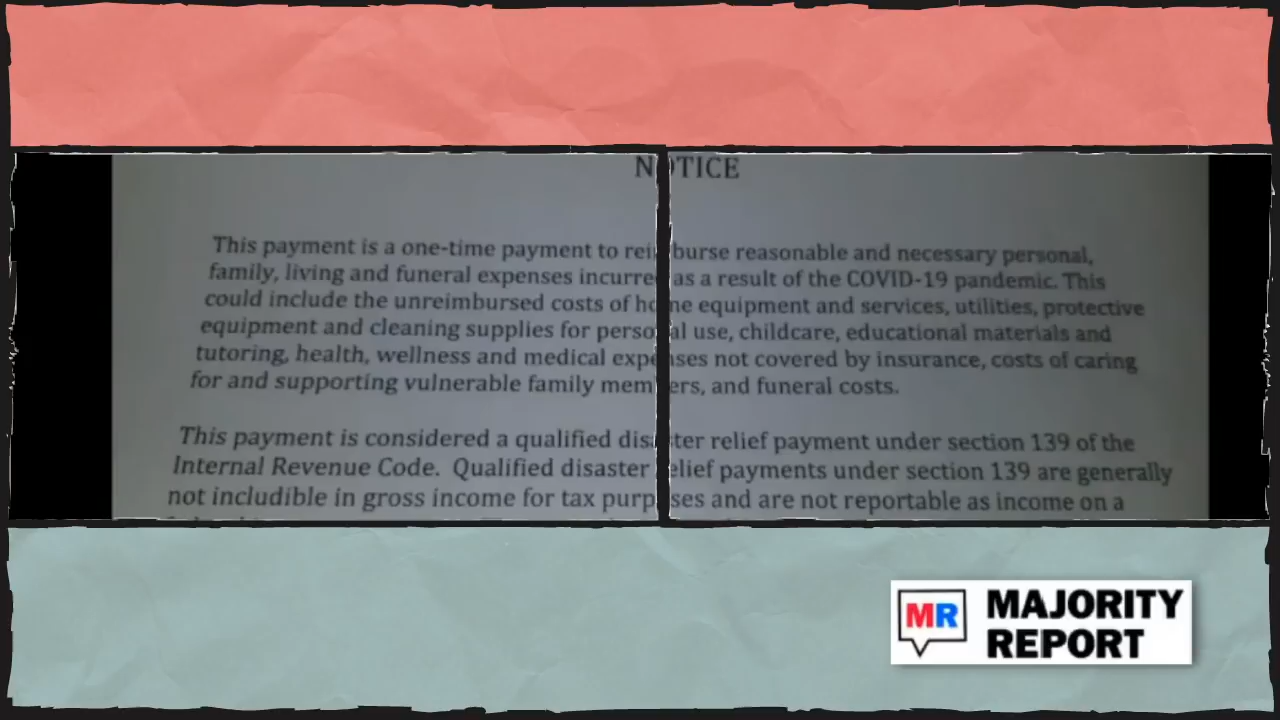 NOTICE
This payment is a one-time payment to reimburse reasonable and necessary personal,
family, living and funeral expenses incurred as a result of the COVID-19 pandemic. This
could include the unreimbursed costs of home equipment and services, utilities, protective
equipment and cleaning supplies for personal use, childcare, educational materials and
tutoring, health, wellness and medical expenses not covered by insurance, costs of caring
for and supporting vulnerable family members, and funeral costs.
This payment is considered a qualified disaster relief payment under section 139 of the
Internal Revenue Code. Qualified disaster relief payments under section 139 are generally
not includible in gross income for tax purposes and are not reportable as income on a
MR MAJORITY
REPORT